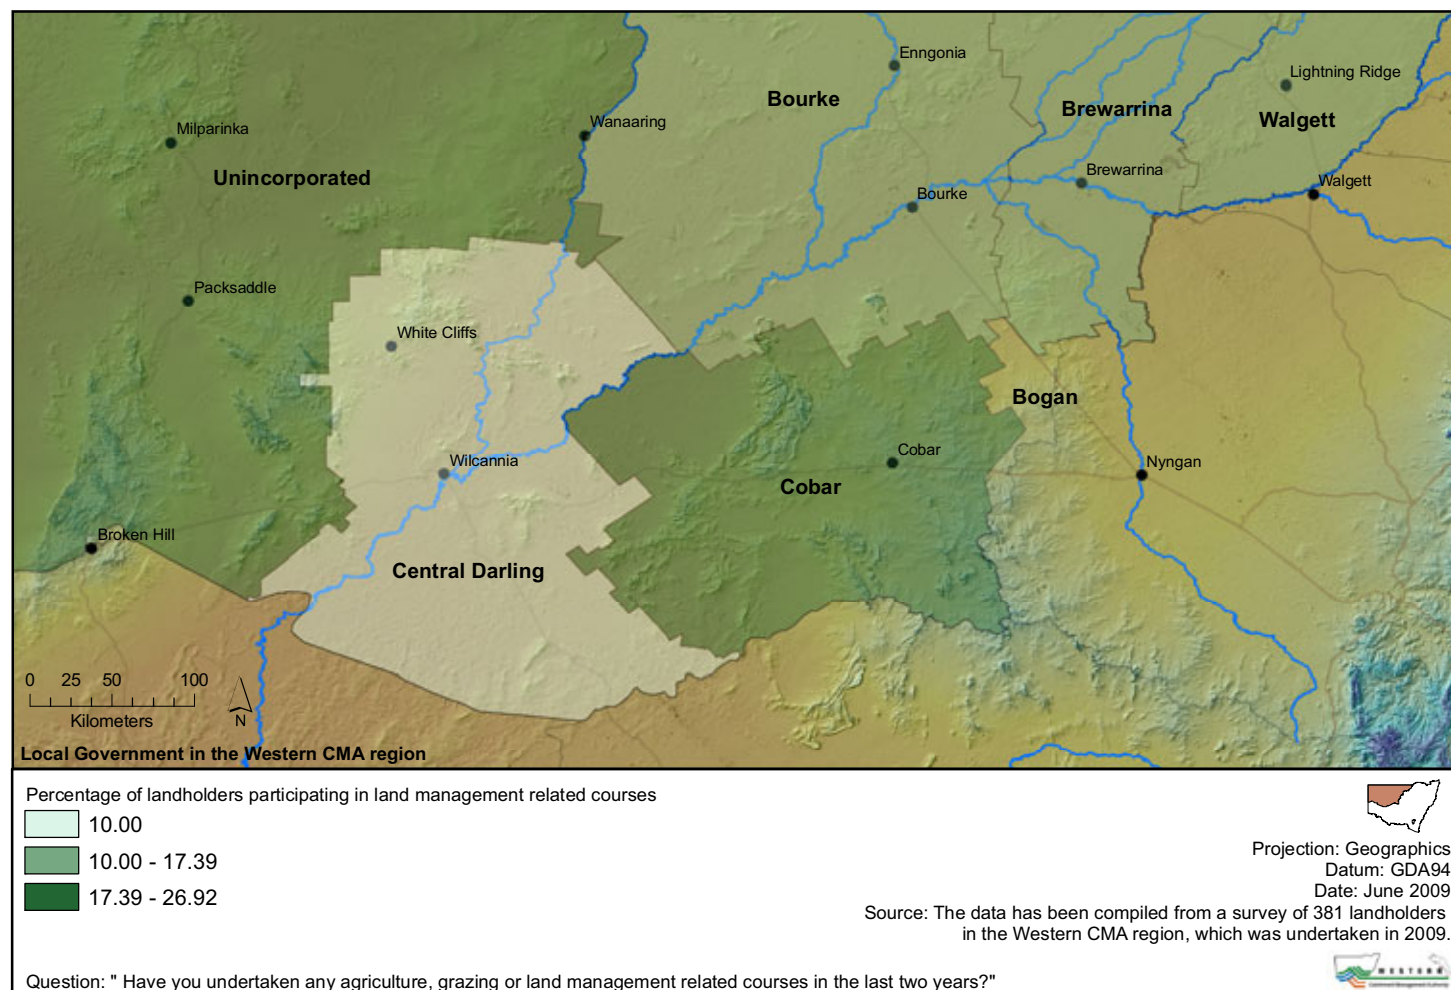 Enngonia
Lightning Ridge
Bourke
Brewarrina
Walgett
Milparinka
Wanaaring
Unincorporated
Brewarrina
Walgett
Bourke
Packsaddle
White Cliffs
Bogan
Wilcannia
Cobar
Nyngan
Cobar
Broken Hill
Central Darling
0 25 50 100
Kilometers
N
Local Government in the Western CMA region
Percentage of landholders participating in land management related courses
10.00
10.00 - 17.39
17.39 - 26.92
Projection: Geographics
Datum: GDA94
Date: June 2009
Source: The data has been compiled from a survey of 381 landholders
in the Western CMA region, which was undertaken in 2009.
WESTERN
Question: " Have you undertaken any agriculture, grazing or land management related courses in the last two years?"